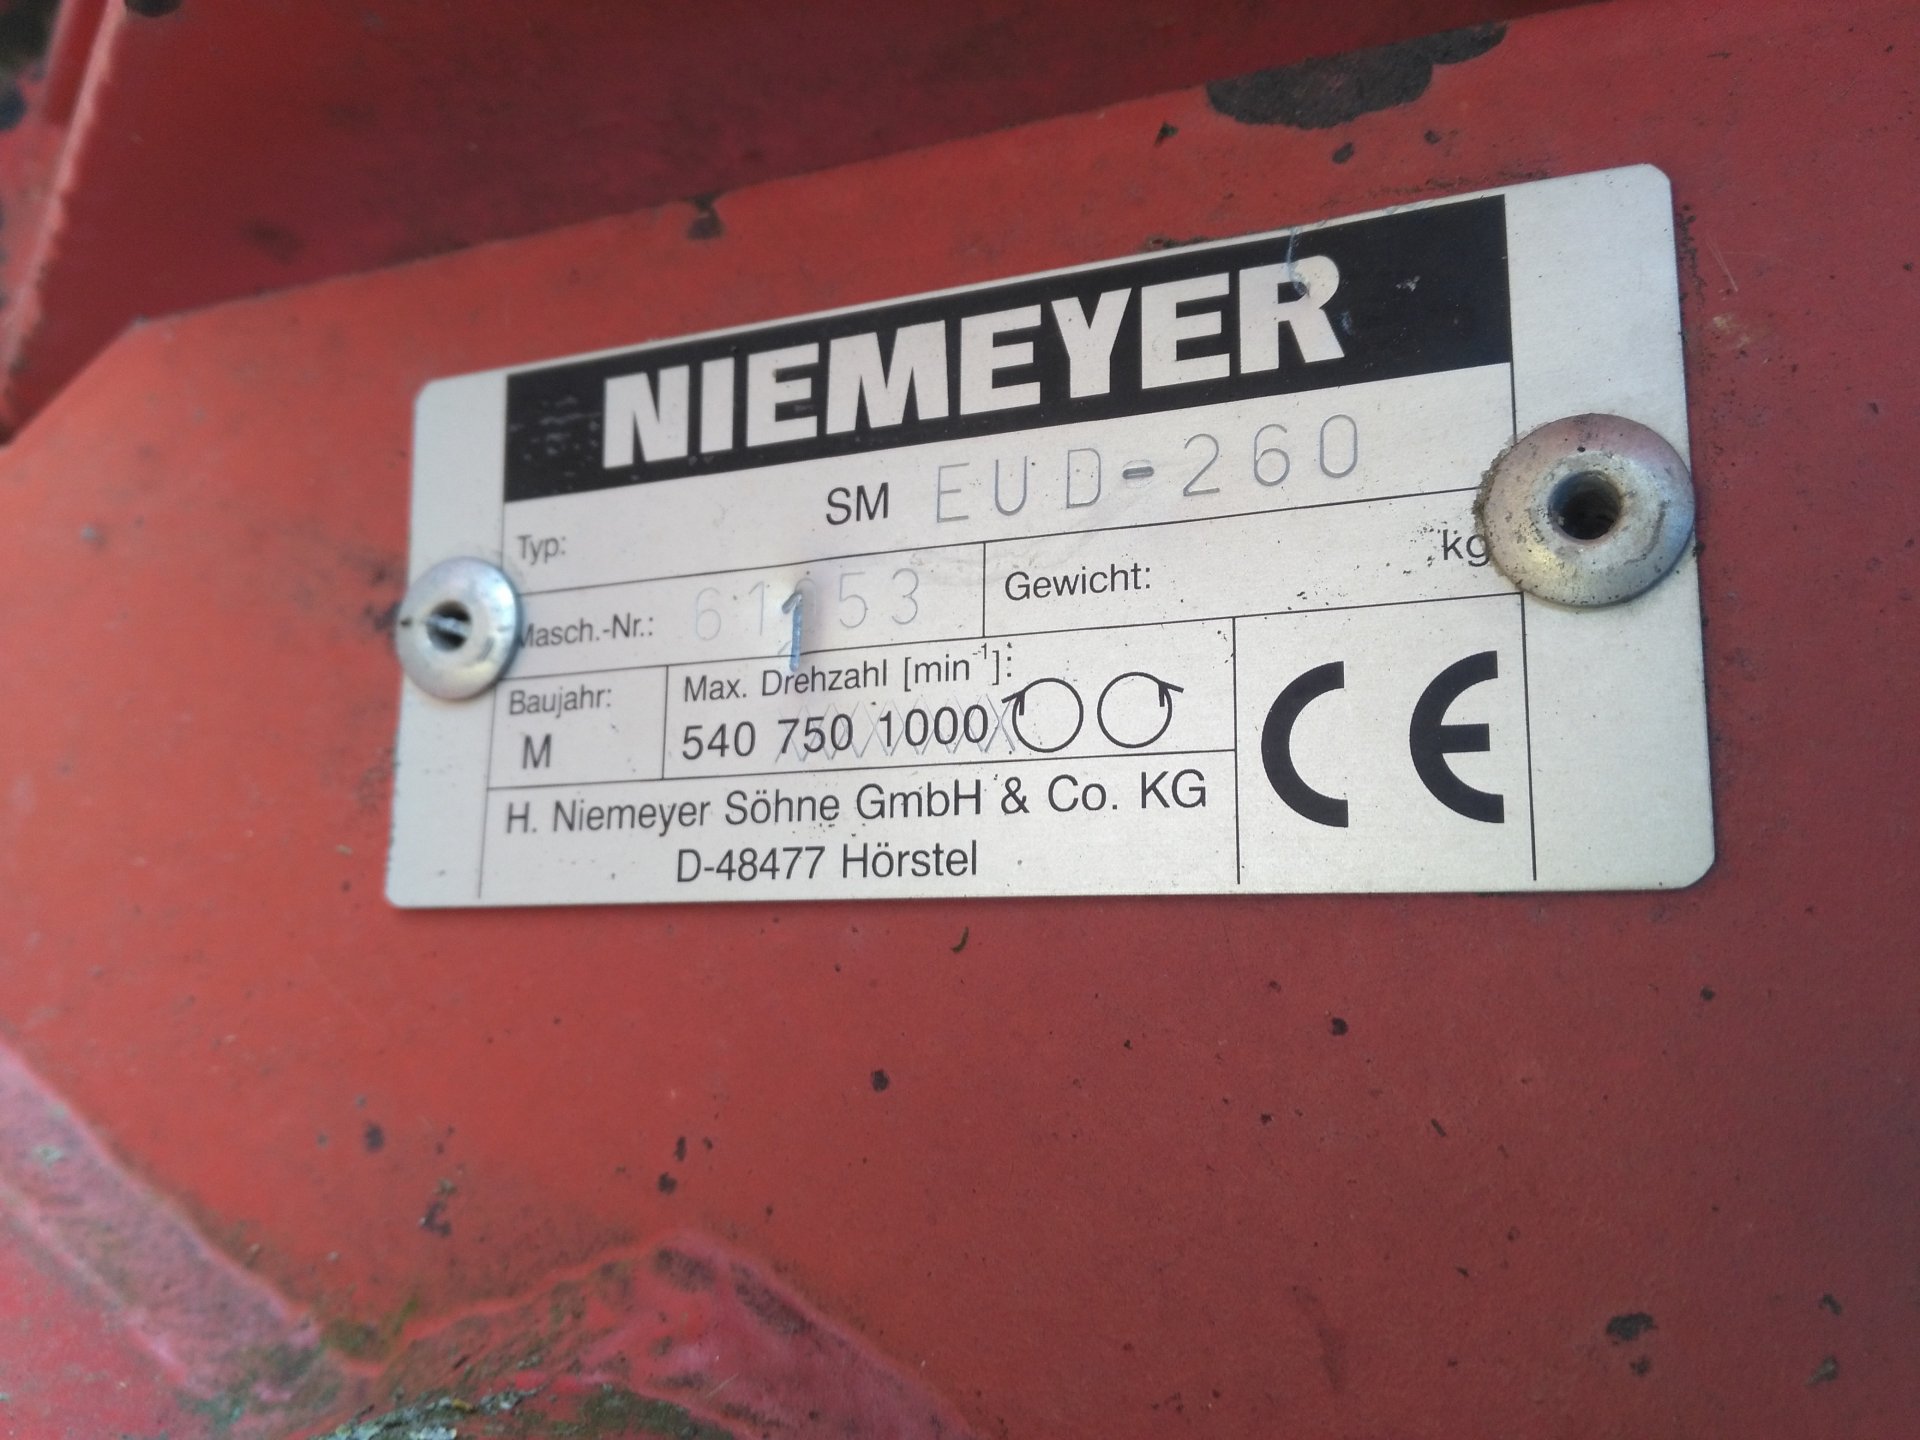 NIEMEYER
Typ: SM EUD-260
Masch.-Nr.: 61153 Gewicht: kg
Baujahr: Max. Drehzahl [min⁻¹]:
M 540 750 1000
H. Niemeyer Söhne GmbH & Co. KG
D-48477 Hörstel
CE